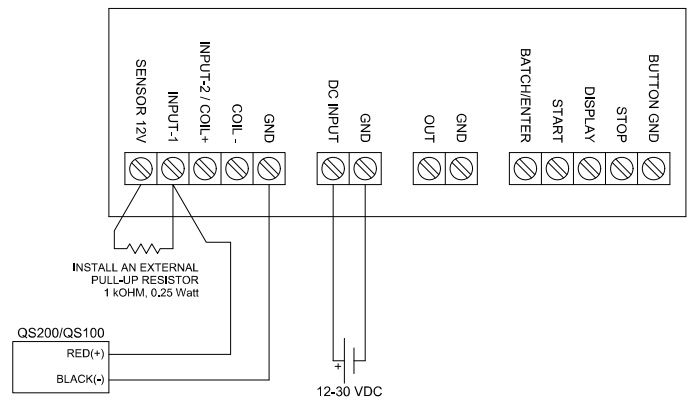 SENSOR 12V
INPUT-1
INPUT-2 / COIL+
COIL -
GND
DC INPUT
GND
OUT
GND
BATCH/ENTER
START
DISPLAY
STOP
BUTTON GND
INSTALL AN EXTERNAL
PULL-UP RESISTOR
1 kOHM, 0.25 Watt
QS200/QS100
RED(+)
BLACK(-)
+
12-30 VDC